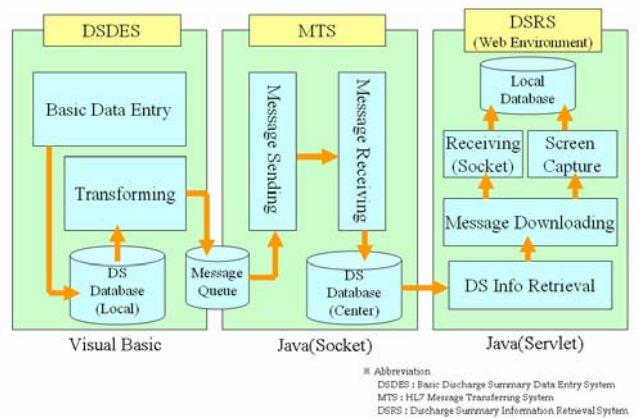 DSDES
Basic Data Entry
Transforming
DS
Database
(Local)
Visual Basic
Message
Queue
MTS
Message Sending
Message Receiving
DS
Database
(Center)
Java(Socket)
DSRS
(Web Environment)
Local
Database
Receiving
(Socket)
Screen
Capture
Message Downloading
DS Info Retrieval
Java(Servlet)
※ Abbreviation
DSDES : Basic Discharge Summary Data Entry System
MTS : HL7 Message Transferring System
DSRS : Discharge Summary Information Retrieval System